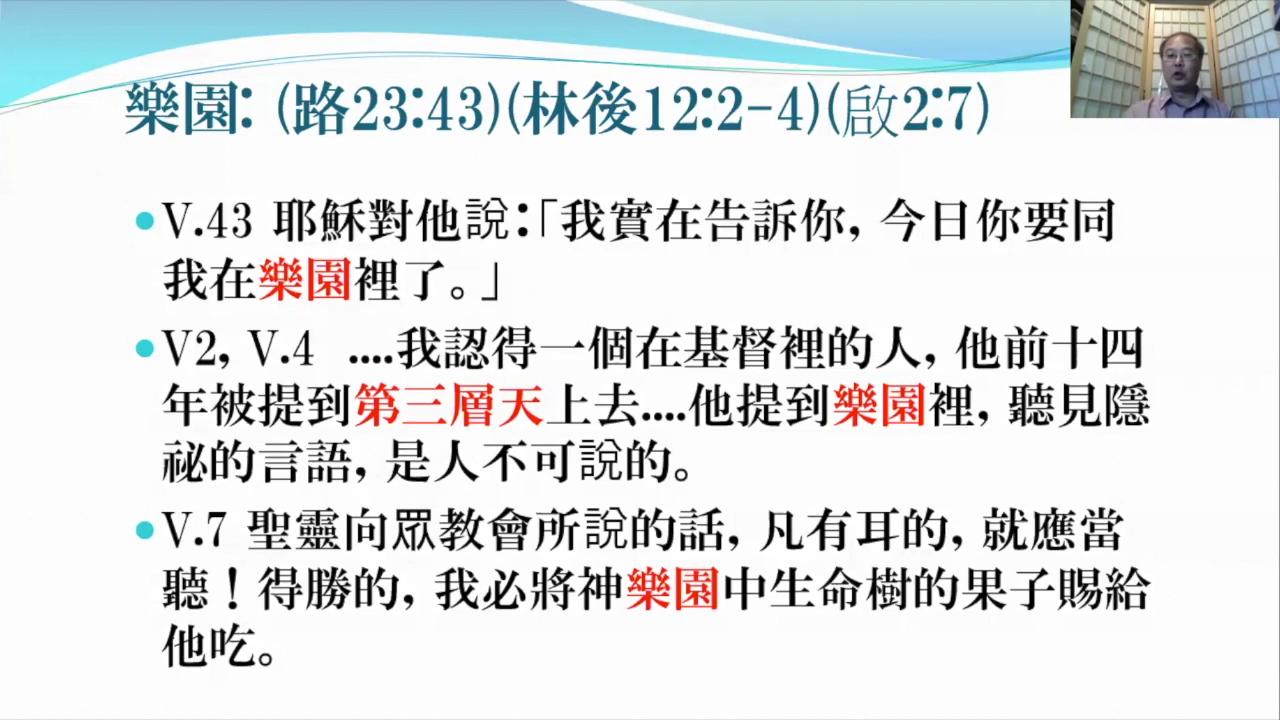 樂園: (路23:43)(林後12:2-4)(啟2:7)
•V.43 耶穌對他說:「我實在告訴你, 今日你要同
我在樂園裡了。」
•V2, V.4 ....我認得一個在基督裡的人, 他前十四
年被提到第三層天上去....他提到樂園裡, 聽見隱
祕的言語, 是人不可說的。
•V.7 聖靈向眾教會所說的話, 凡有耳的, 就應當
聽！得勝的, 我必將神樂園中生命樹的果子賜給
他吃。